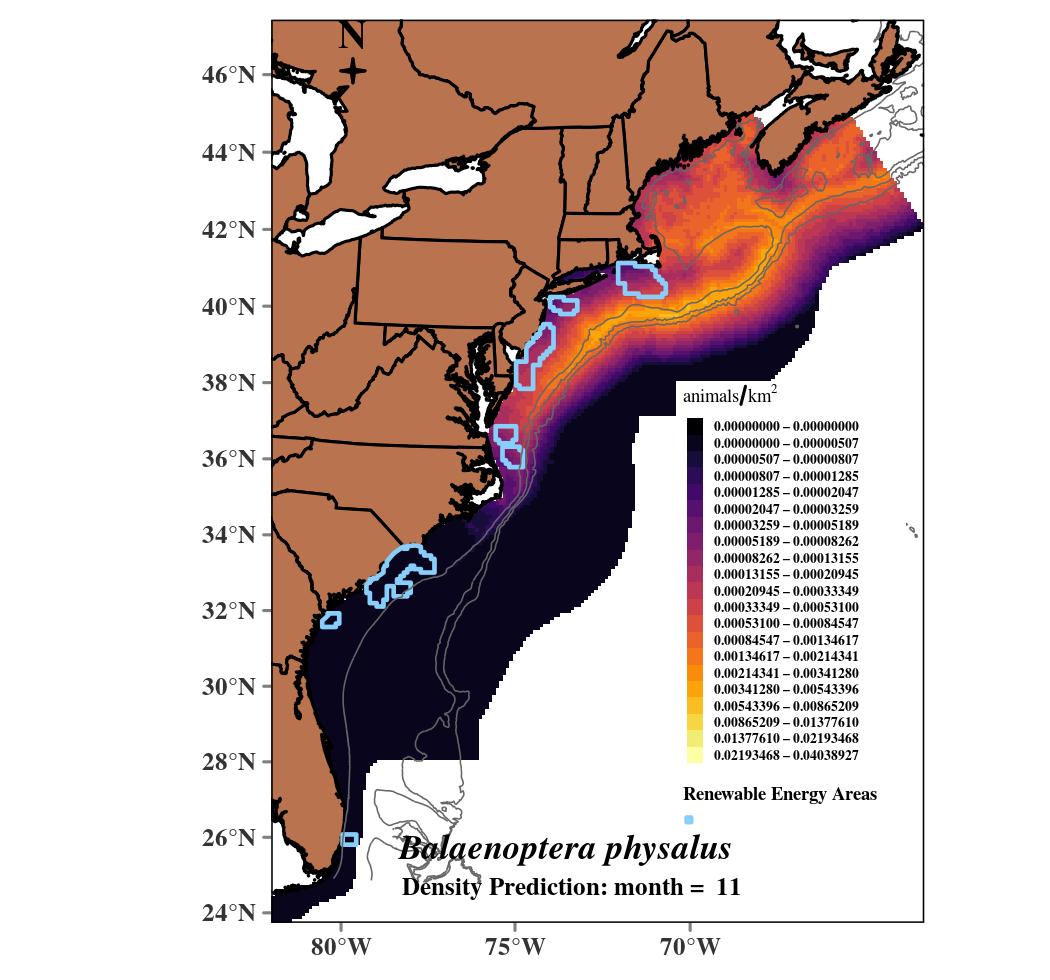 N
46°N
44°N
42°N
40°N
38°N
36°N
34°N
32°N
30°N
28°N
26°N
24°N
80°W
75°W
70°W
animals/km²
0.00000000 – 0.00000000
0.00000000 – 0.00000507
0.00000507 – 0.00000807
0.00000807 – 0.00001285
0.00001285 – 0.00002047
0.00002047 – 0.00003259
0.00003259 – 0.00005189
0.00005189 – 0.00008262
0.00008262 – 0.00013155
0.00013155 – 0.00020945
0.00020945 – 0.00033349
0.00033349 – 0.00053100
0.00053100 – 0.00084547
0.00084547 – 0.00134617
0.00134617 – 0.00214341
0.00214341 – 0.00341280
0.00341280 – 0.00543396
0.00543396 – 0.00865209
0.00865209 – 0.01377610
0.01377610 – 0.02193468
0.02193468 – 0.04038927
Renewable Energy Areas
Balaenoptera physalus
Density Prediction: month = 11